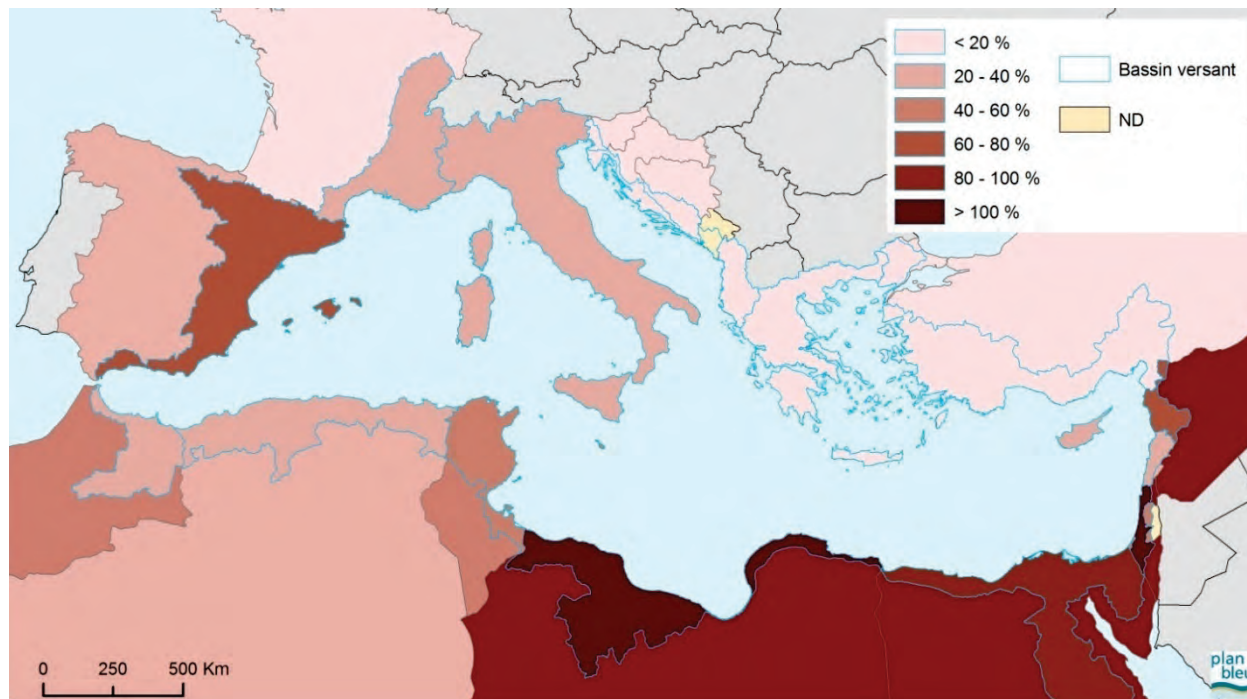 < 20 %
20 - 40 %
40 - 60 %
60 - 80 %
80 - 100 %
> 100 %
Bassin versant
ND
0 250 500 Km
plan
bleu